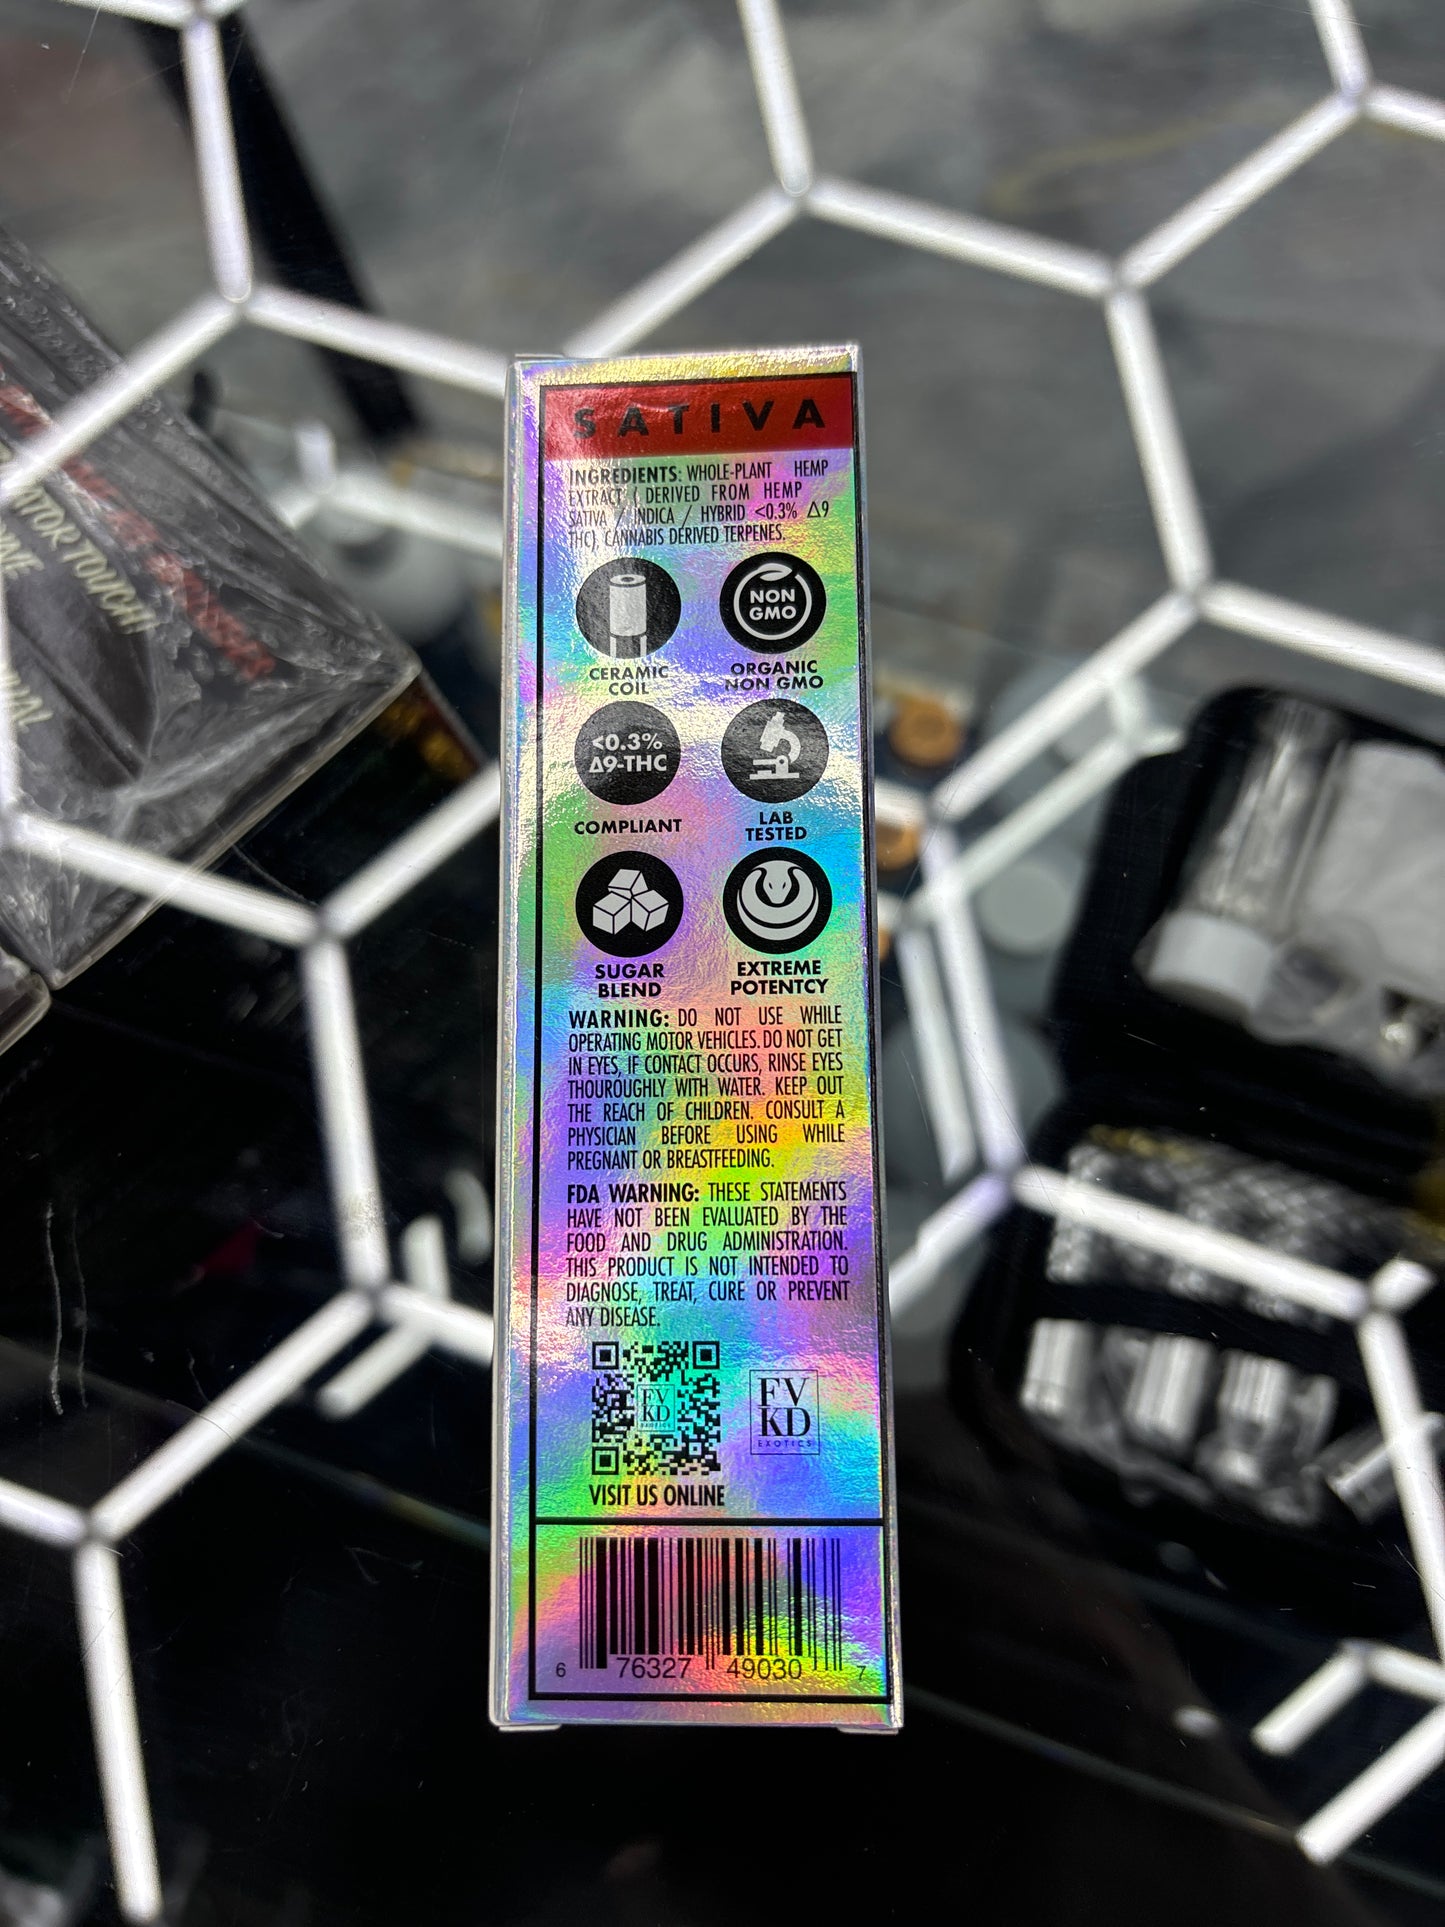 SATIVA
INGREDIENTS: WHOLE-PLANT HEMP
EXTRACT ( DERIVED FROM HEMP
SATIVA / INDICA / HYBRID <0.3% Δ9
THC), CANNABIS DERIVED TERPENES.
NON
GMO
CERAMIC
COIL
ORGANIC
NON GMO
<0.3%
Δ9-THC
COMPLIANT
LAB
TESTED
SUGAR
BLEND
EXTREME
POTENTCY
WARNING: DO NOT USE WHILE
OPERATING MOTOR VEHICLES. DO NOT GET
IN EYES, IF CONTACT OCCURS, RINSE EYES
THOUROUGHLY WITH WATER. KEEP OUT
THE REACH OF CHILDREN. CONSULT A
PHYSICIAN BEFORE USING WHILE
PREGNANT OR BREASTFEEDING.
FDA WARNING: THESE STATEMENTS
HAVE NOT BEEN EVALUATED BY THE
FOOD AND DRUG ADMINISTRATION.
THIS PRODUCT IS NOT INTENDED TO
DIAGNOSE, TREAT, CURE OR PREVENT
ANY DISEASE.
FV
KD
EXOTICS
FV
KD
EXOTICS
VISIT US ONLINE
6 76327 49030 7
ATOR TOUCH!